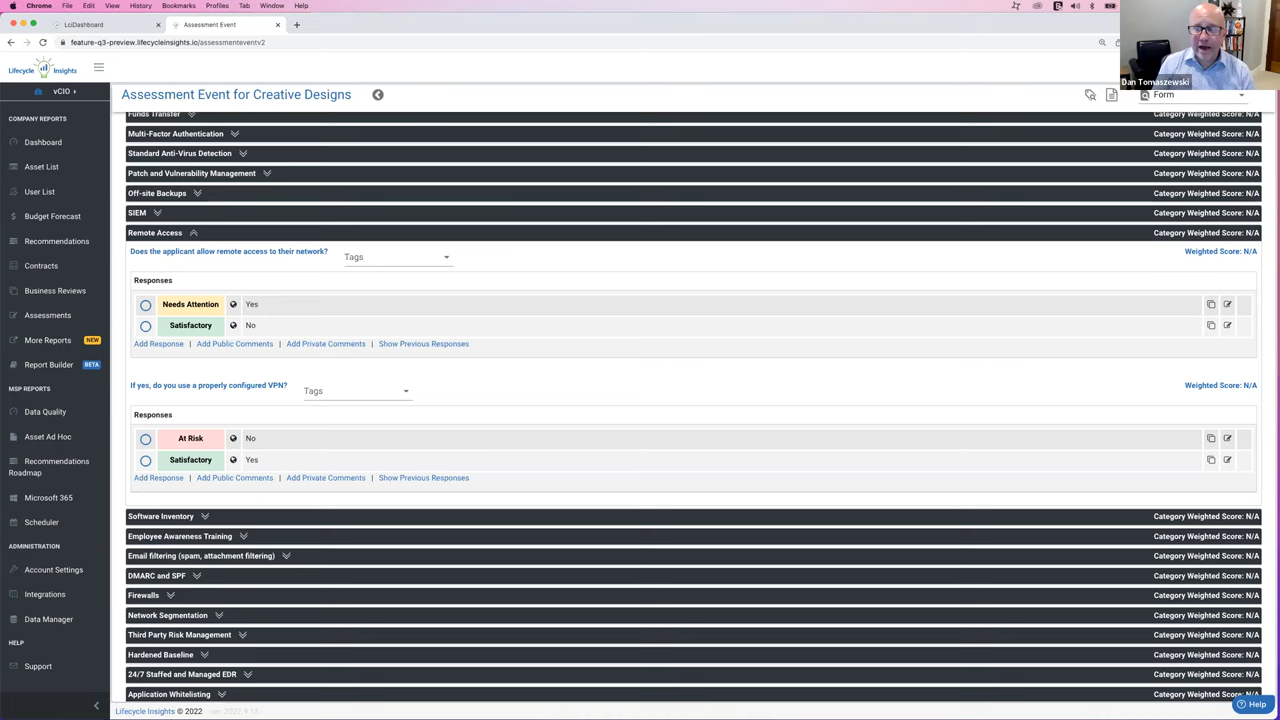 Chrome File Edit View History Bookmarks Profiles Tab Window Help
LciDashboard Assessment Event
feature-q3-preview.lifecycleinsights.io/assessmenteventv2
Lifecycle Insights
vCIO
Dan Tomaszewski
Assessment Event for Creative Designs
Form
COMPANY REPORTS
Dashboard
Asset List
User List
Budget Forecast
Recommendations
Contracts
Business Reviews
Assessments
More Reports NEW
Report Builder BETA
MSP REPORTS
Data Quality
Asset Ad Hoc
Recommendations
Roadmap
Microsoft 365
Scheduler
ADMINISTRATION
Account Settings
Integrations
Data Manager
HELP
Support
Funds Transfer Category Weighted Score: N/A
Multi-Factor Authentication Category Weighted Score: N/A
Standard Anti-Virus Detection Category Weighted Score: N/A
Patch and Vulnerability Management Category Weighted Score: N/A
Off-site Backups Category Weighted Score: N/A
SIEM Category Weighted Score: N/A
Remote Access Category Weighted Score: N/A
Does the applicant allow remote access to their network? Tags Weighted Score: N/A
Responses
Needs Attention Yes
Satisfactory No
Add Response | Add Public Comments | Add Private Comments | Show Previous Responses
If yes, do you use a properly configured VPN? Tags Weighted Score: N/A
Responses
At Risk No
Satisfactory Yes
Add Response | Add Public Comments | Add Private Comments | Show Previous Responses
Software Inventory Category Weighted Score: N/A
Employee Awareness Training Category Weighted Score: N/A
Email filtering (spam, attachment filtering) Category Weighted Score: N/A
DMARC and SPF Category Weighted Score: N/A
Firewalls Category Weighted Score: N/A
Network Segmentation Category Weighted Score: N/A
Third Party Risk Management Category Weighted Score: N/A
Hardened Baseline Category Weighted Score: N/A
24/7 Staffed and Managed EDR Category Weighted Score: N/A
Application Whitelisting Category Weighted Score: N/A
Lifecycle Insights © 2022 ver. 2022.9.13
Help